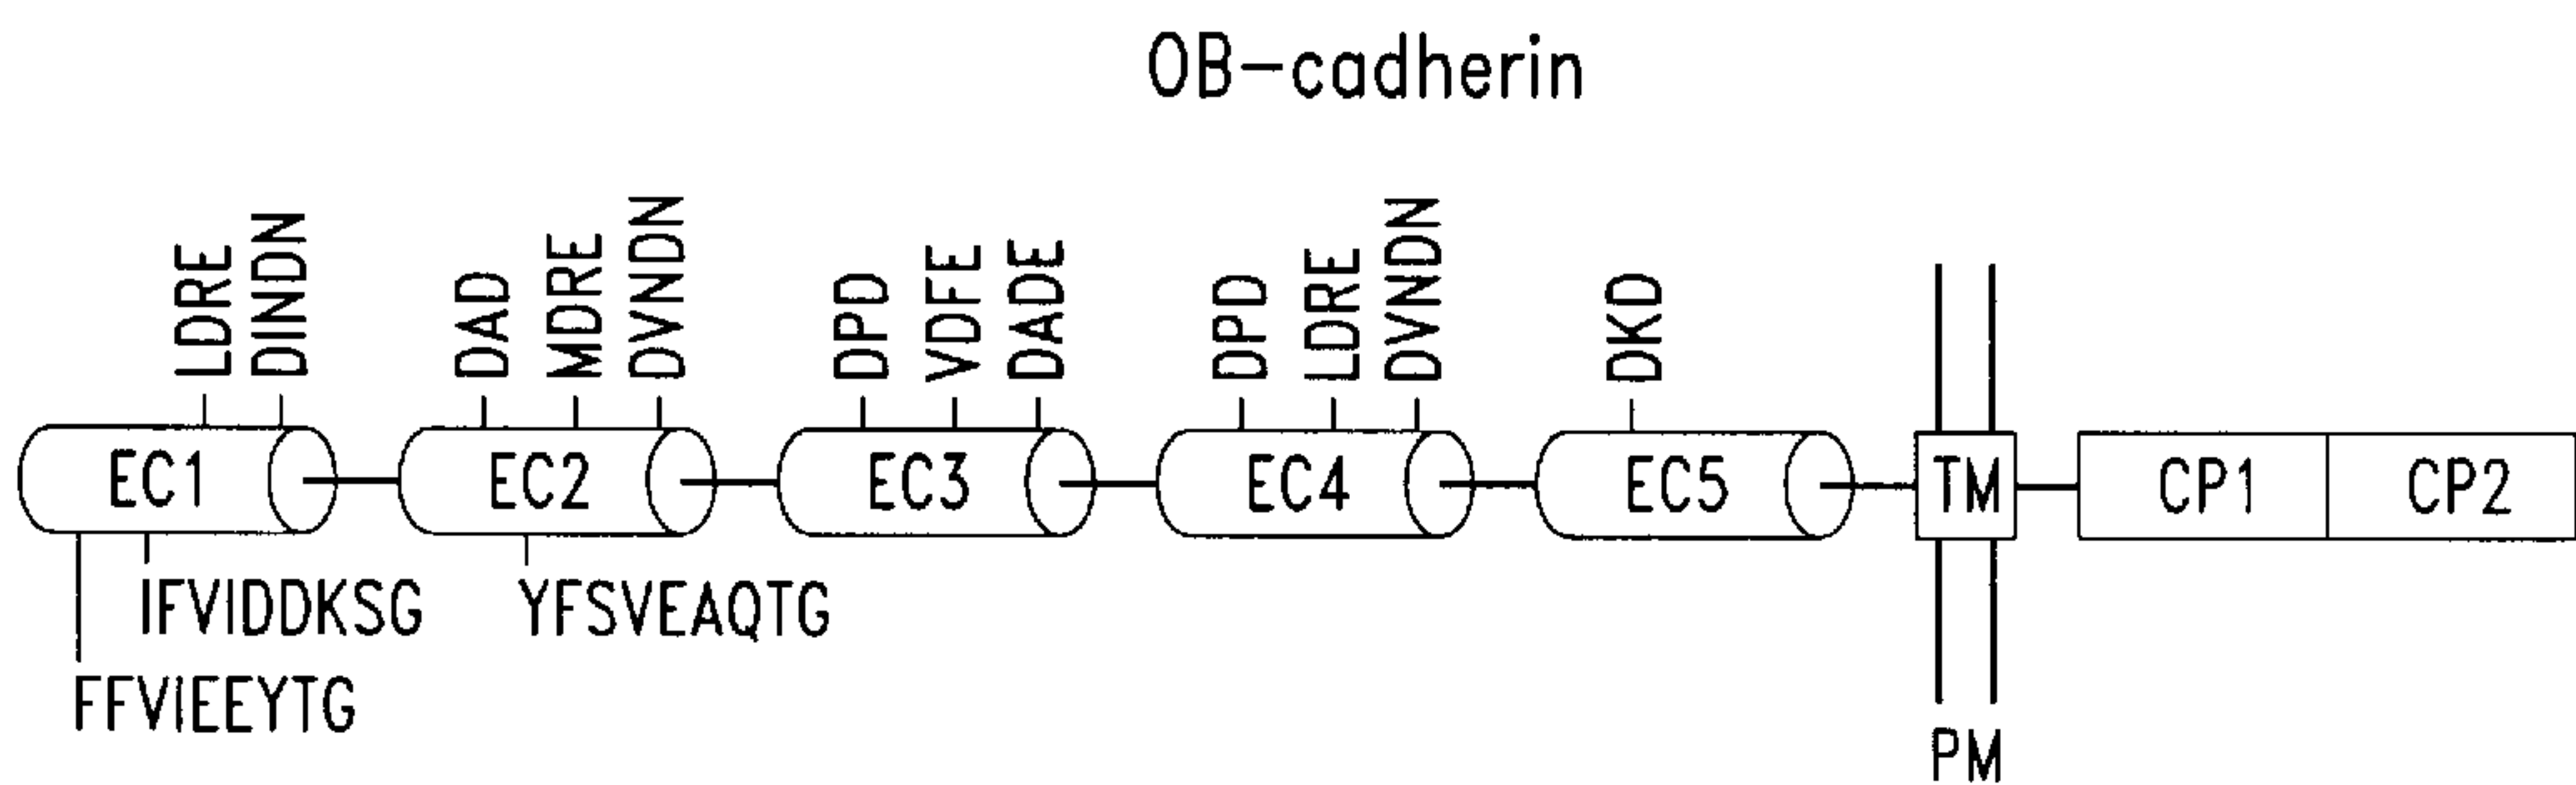 OB-cadherin
LDRE
DINDN
DAD
MDRE
DVNDN
DPD
VDFE
DADE
DPD
LDRE
DVNDN
DKD
EC1
EC2
EC3
EC4
EC5
TM
CP1
CP2
IFVIDDKSG
YFSVEAQTG
FFVIEEYTG
PM